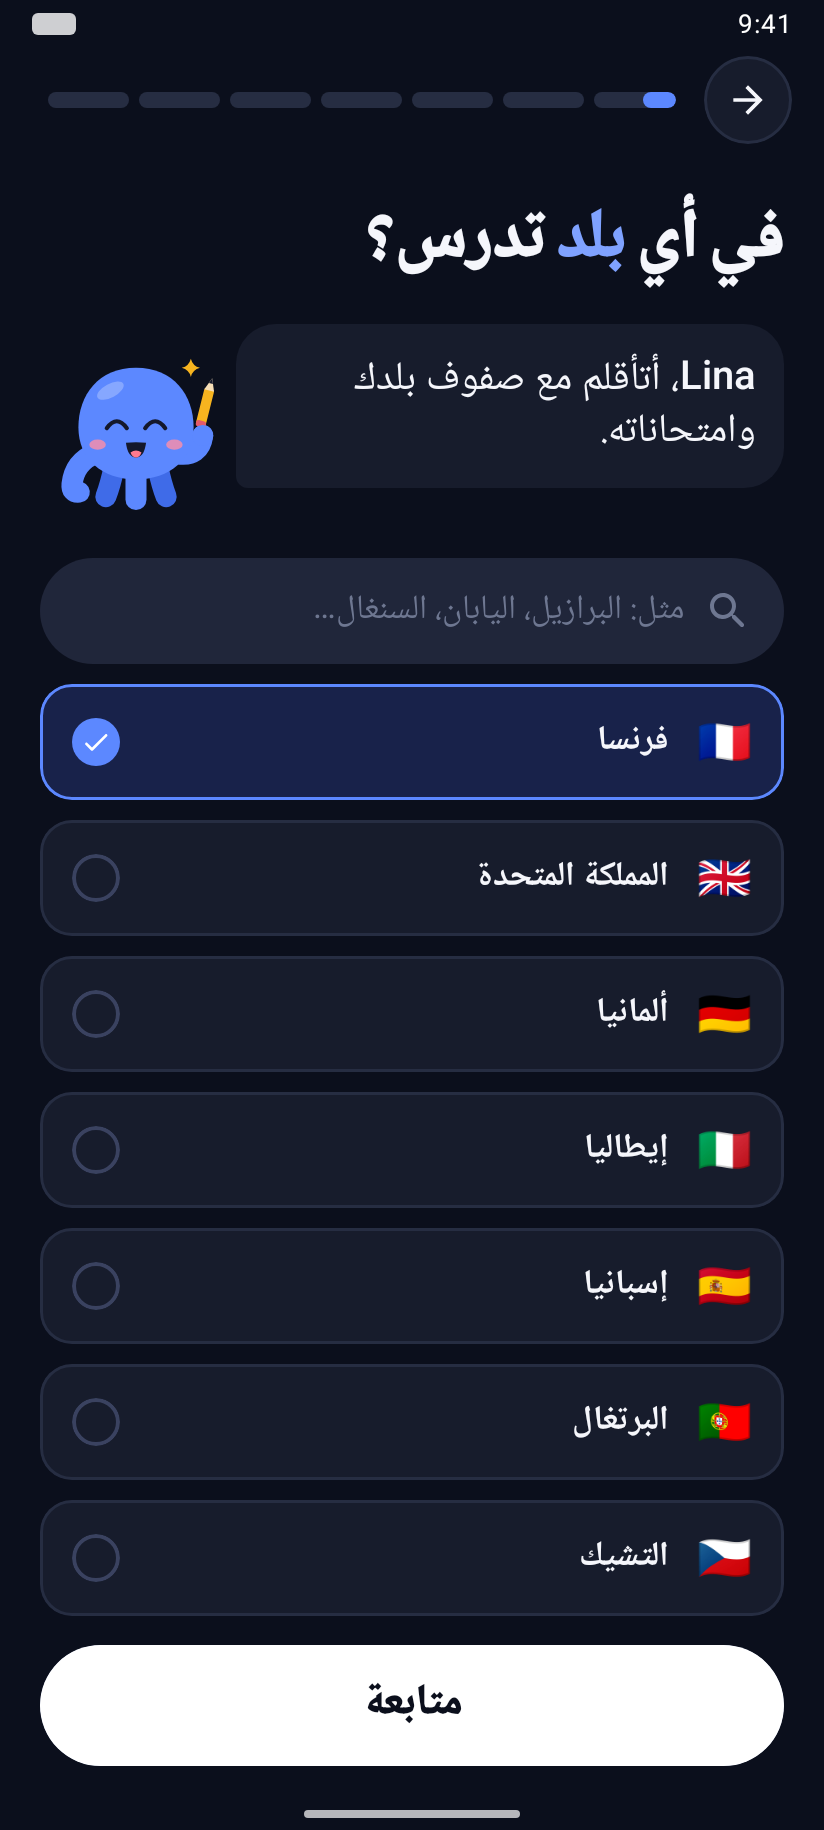 9:41
في أي بلد تدرس؟
Lina، أتأقلم مع صفوف بلدك
وامتحاناته.
مثل: البرازيل، اليابان، السنغال...
فرنسا
المملكة المتحدة
ألمانيا
إيطاليا
إسبانيا
البرتغال
التشيك
متابعة